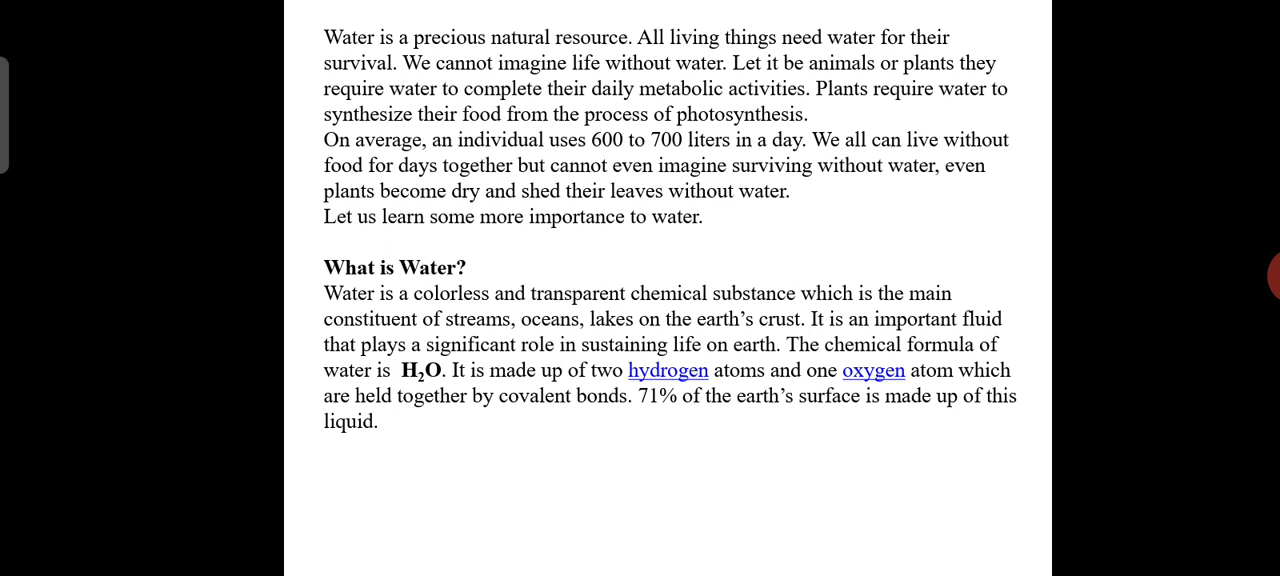 Water is a precious natural resource. All living things need water for their
survival. We cannot imagine life without water. Let it be animals or plants they
require water to complete their daily metabolic activities. Plants require water to
synthesize their food from the process of photosynthesis.
On average, an individual uses 600 to 700 liters in a day. We all can live without
food for days together but cannot even imagine surviving without water, even
plants become dry and shed their leaves without water.
Let us learn some more importance to water.
What is Water?
Water is a colorless and transparent chemical substance which is the main
constituent of streams, oceans, lakes on the earth’s crust. It is an important fluid
that plays a significant role in sustaining life on earth. The chemical formula of
water is H₂O. It is made up of two hydrogen atoms and one oxygen atom which
are held together by covalent bonds. 71% of the earth’s surface is made up of this
liquid.